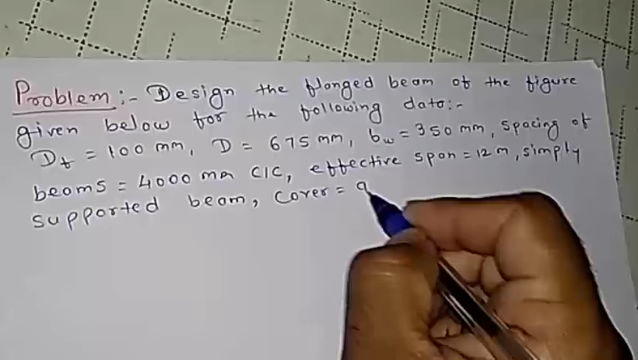 Problem:- Design the flanged beam of the figure
given below for the following data:-
Df = 100 mm, D = 675 mm, bw = 350 mm, spacing of
beams = 4000 mm C/C, effective span = 12 m, simply
supported beam, Cover = 9